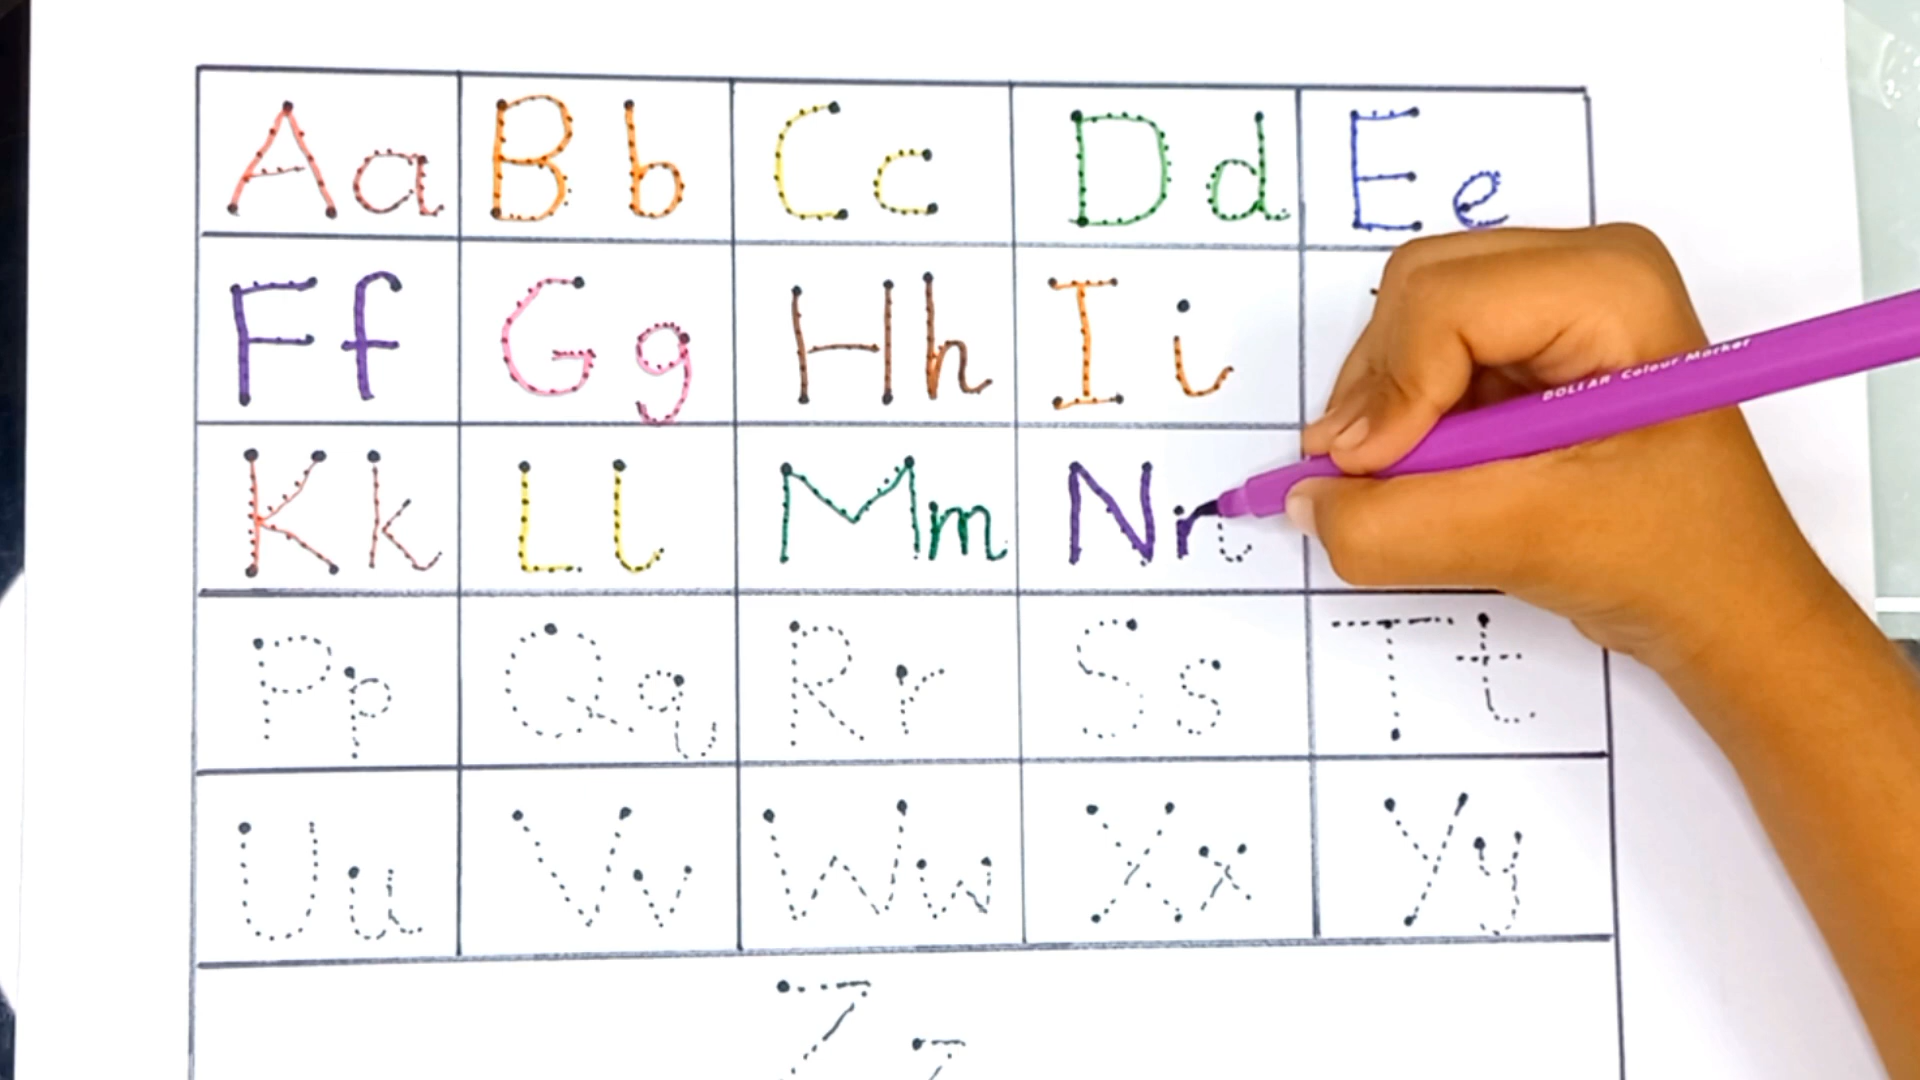 Aa Bb Cc Dd Ee
Ff Gg Hh Ii
Kk Ll Mm Nn
Pp Qq Rr Ss Tt
Uu Vv Ww Xx Yy
Zz
DOLLAR Colour Marker